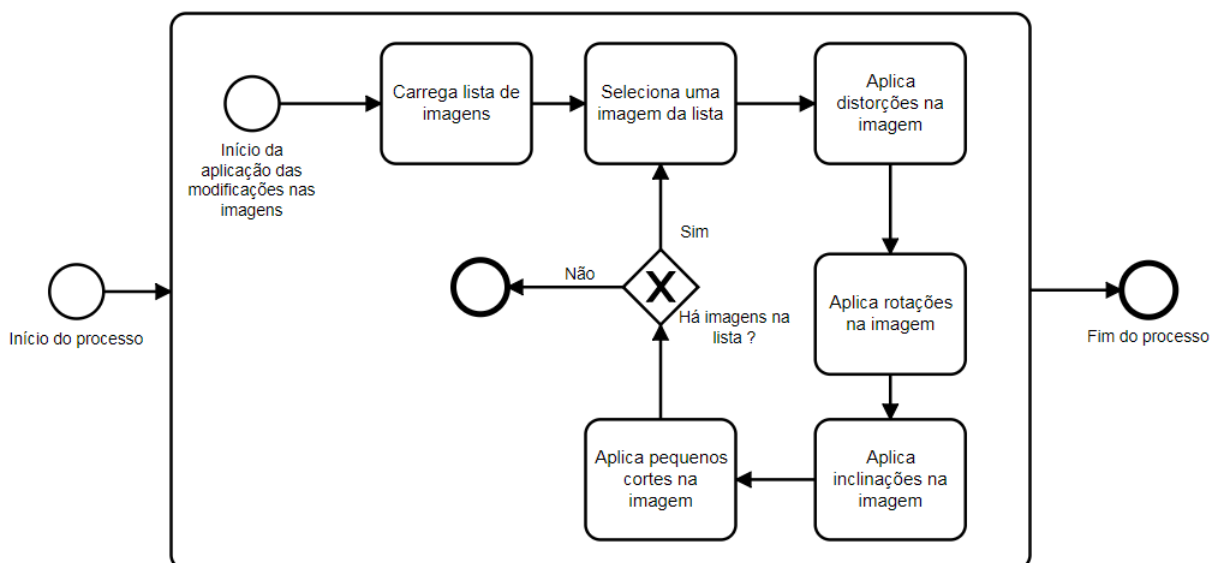 Carrega lista de
imagens
Seleciona uma
imagem da lista
Aplica
distorções na
imagem
Início da
aplicação das
modificações nas
imagens
Sim
Não
X
Há imagens na
lista ?
Aplica rotações
na imagem
Início do processo
Fim do processo
Aplica pequenos
cortes na
imagem
Aplica
inclinações na
imagem